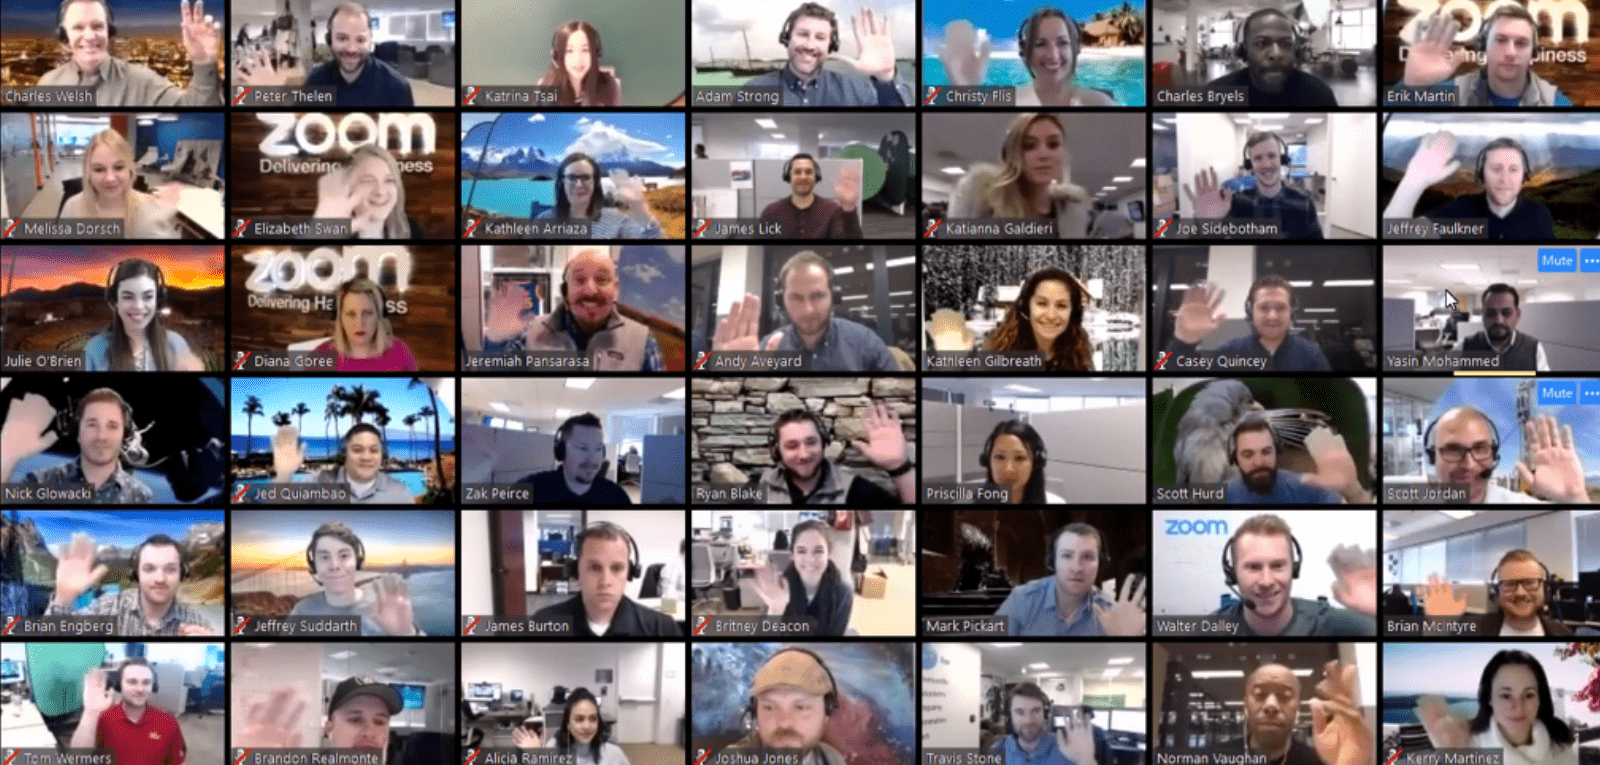 zoom
Charles Welsh
Peter Thelen
Katrina Tsai
Adam Strong
Christy Flis
Charles Bryels
Erik Martin
zoom
Delivering
Melissa Dorsch
Elizabeth Swan
Kathleen Arriaza
James Lick
Katianna Galdieri
Joe Sidebotham
Jeffrey Faulkner
zoom
Mute
Julie O'Brien
Diana Goree
Jeremiah Pansarasa
Andy Aveyard
Kathleen Gilbreath
Casey Quincey
Yasin Mohammed
Mute
Nick Glowacki
Jed Quiambao
Zak Peirce
Ryan Blake
Priscilla Fong
Scott Hurd
Scott Jordan
zoom
Brian Engberg
Jeffrey Suddarth
James Burton
Britney Deacon
Mark Pickart
Walter Dalley
Brian McIntyre
Tom Wermers
Brandon Realmonte
Alicia Ramirez
Joshua Jones
Travis Stone
Norman Vaughan
Kerry Martinez